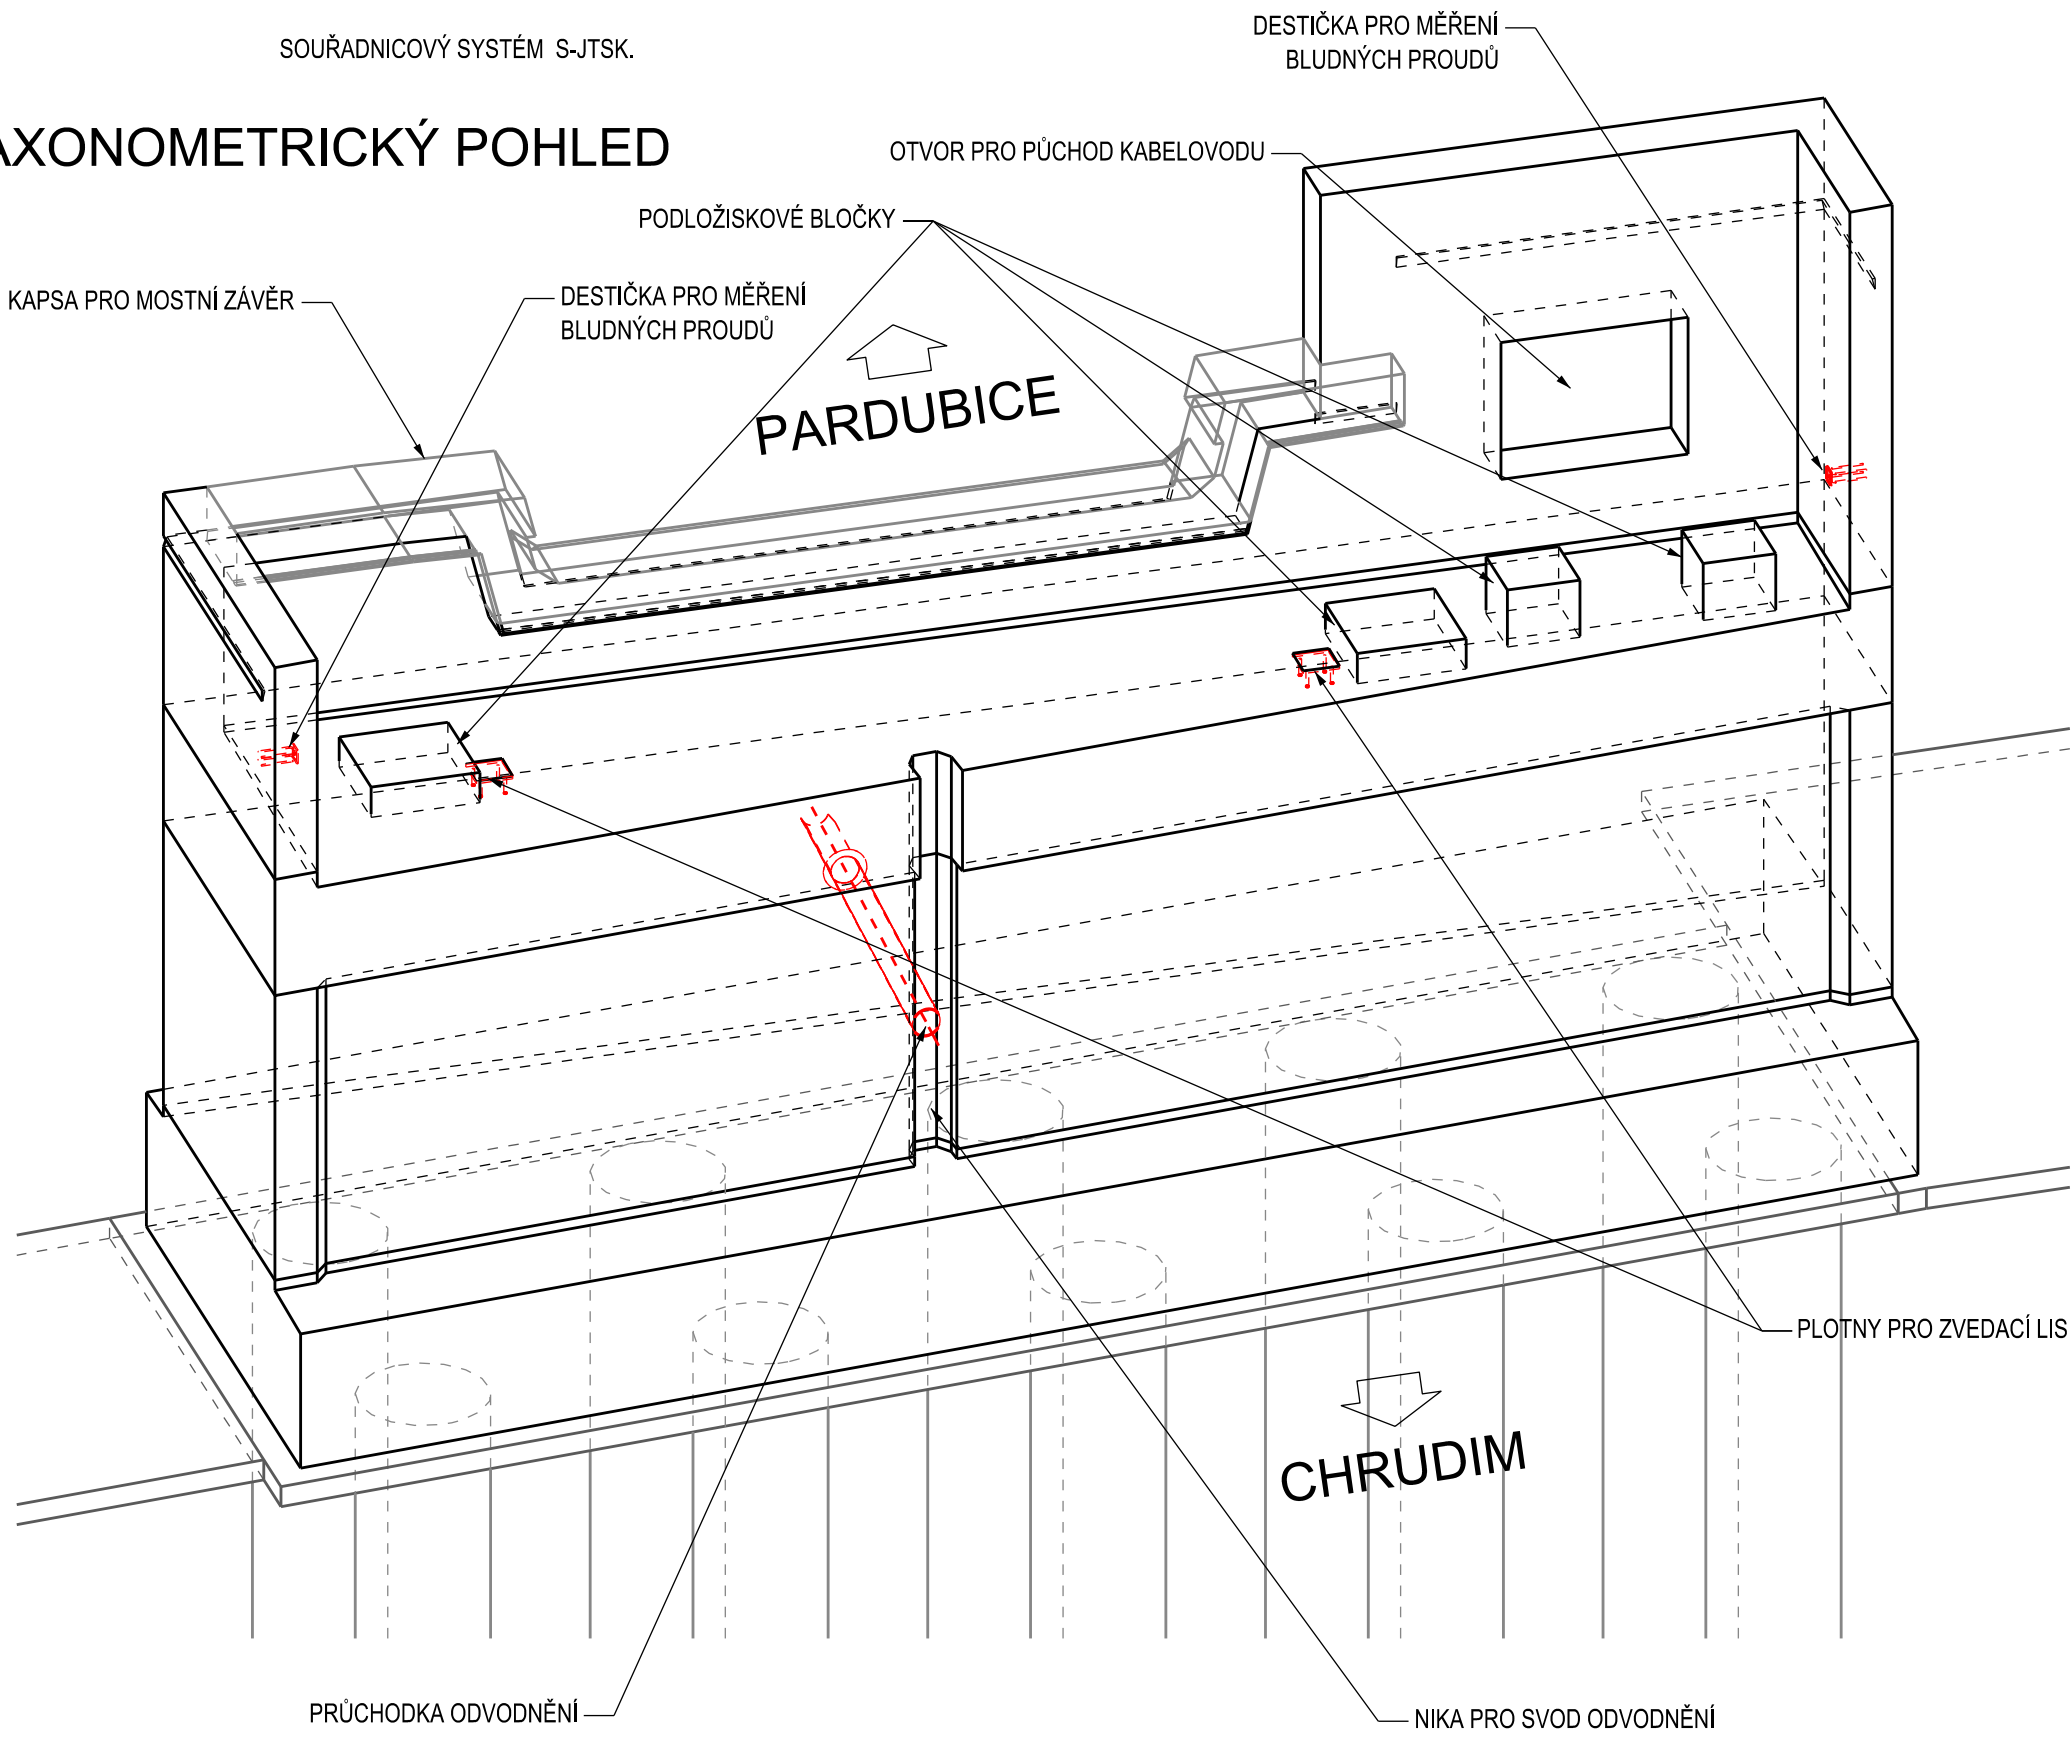 SOUŘADNICOVÝ SYSTÉM S-JTSK.
DESTIČKA PRO MĚŘENÍ
BLUDNÝCH PROUDŮ
AXONOMETRICKÝ POHLED
OTVOR PRO PŮCHOD KABELOVODU
PODLOŽISKOVÉ BLOČKY
KAPSA PRO MOSTNÍ ZÁVĚR
DESTIČKA PRO MĚŘENÍ
BLUDNÝCH PROUDŮ
PARDUBICE
PLOTNY PRO ZVEDACÍ LIS
CHRUDIM
PRŮCHODKA ODVODNĚNÍ
NIKA PRO SVOD ODVODNĚNÍ